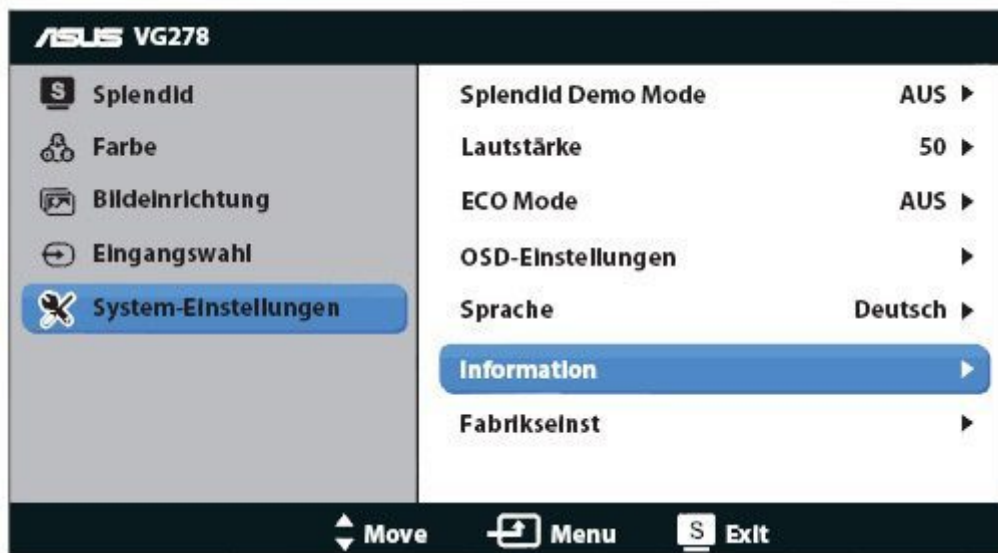 ASUS VG278
S Splendid
Farbe
Bildeinrichtung
Eingangswahl
System-Einstellungen
Splendid Demo Mode AUS
Lautstärke 50
ECO Mode AUS
OSD-Einstellungen
Sprache Deutsch
Information
Fabrikseinst
Move Menu S Exit